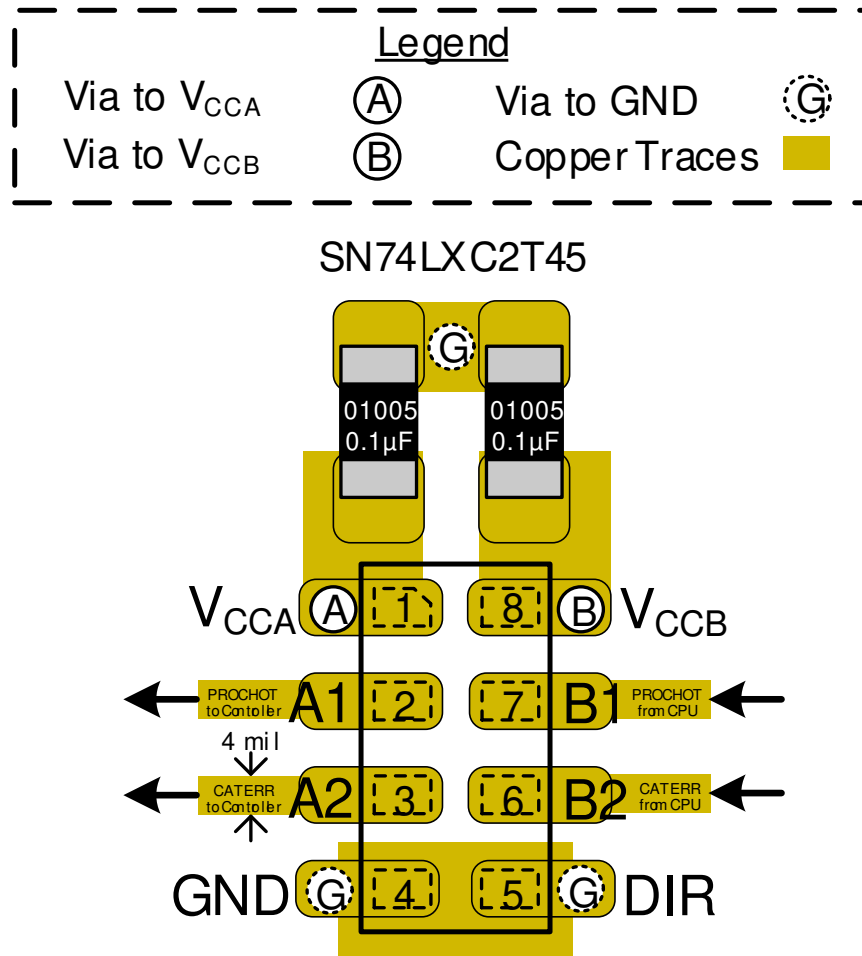 Legend
Via to VCCA A Via to GND G
Via to VCCB B Copper Traces
SN74LXC2T45
G
01005 01005
0.1µF 0.1µF
VCCA A 1 8 B VCCB
PROCHOT A1 2 7 B1 PROCHOT
to Contoller from CPU
4 mil
CATERR A2 3 6 B2 CATERR
to Contoller from CPU
GND G 4 5 G DIR